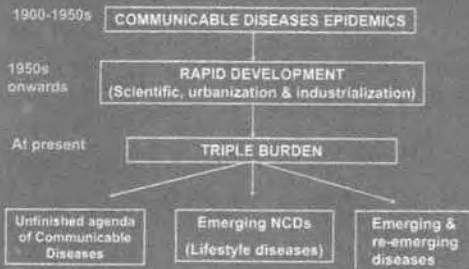 1900-1950s
COMMUNICABLE DISEASES EPIDEMICS
1950s
onwards
RAPID DEVELOPMENT
(Scientific, urbanization & industrialization)
At present
TRIPLE BURDEN
Unfinished agenda
of Communicable
Diseases
Emerging NCDs
(Lifestyle diseases)
Emerging &
re-emerging
diseases